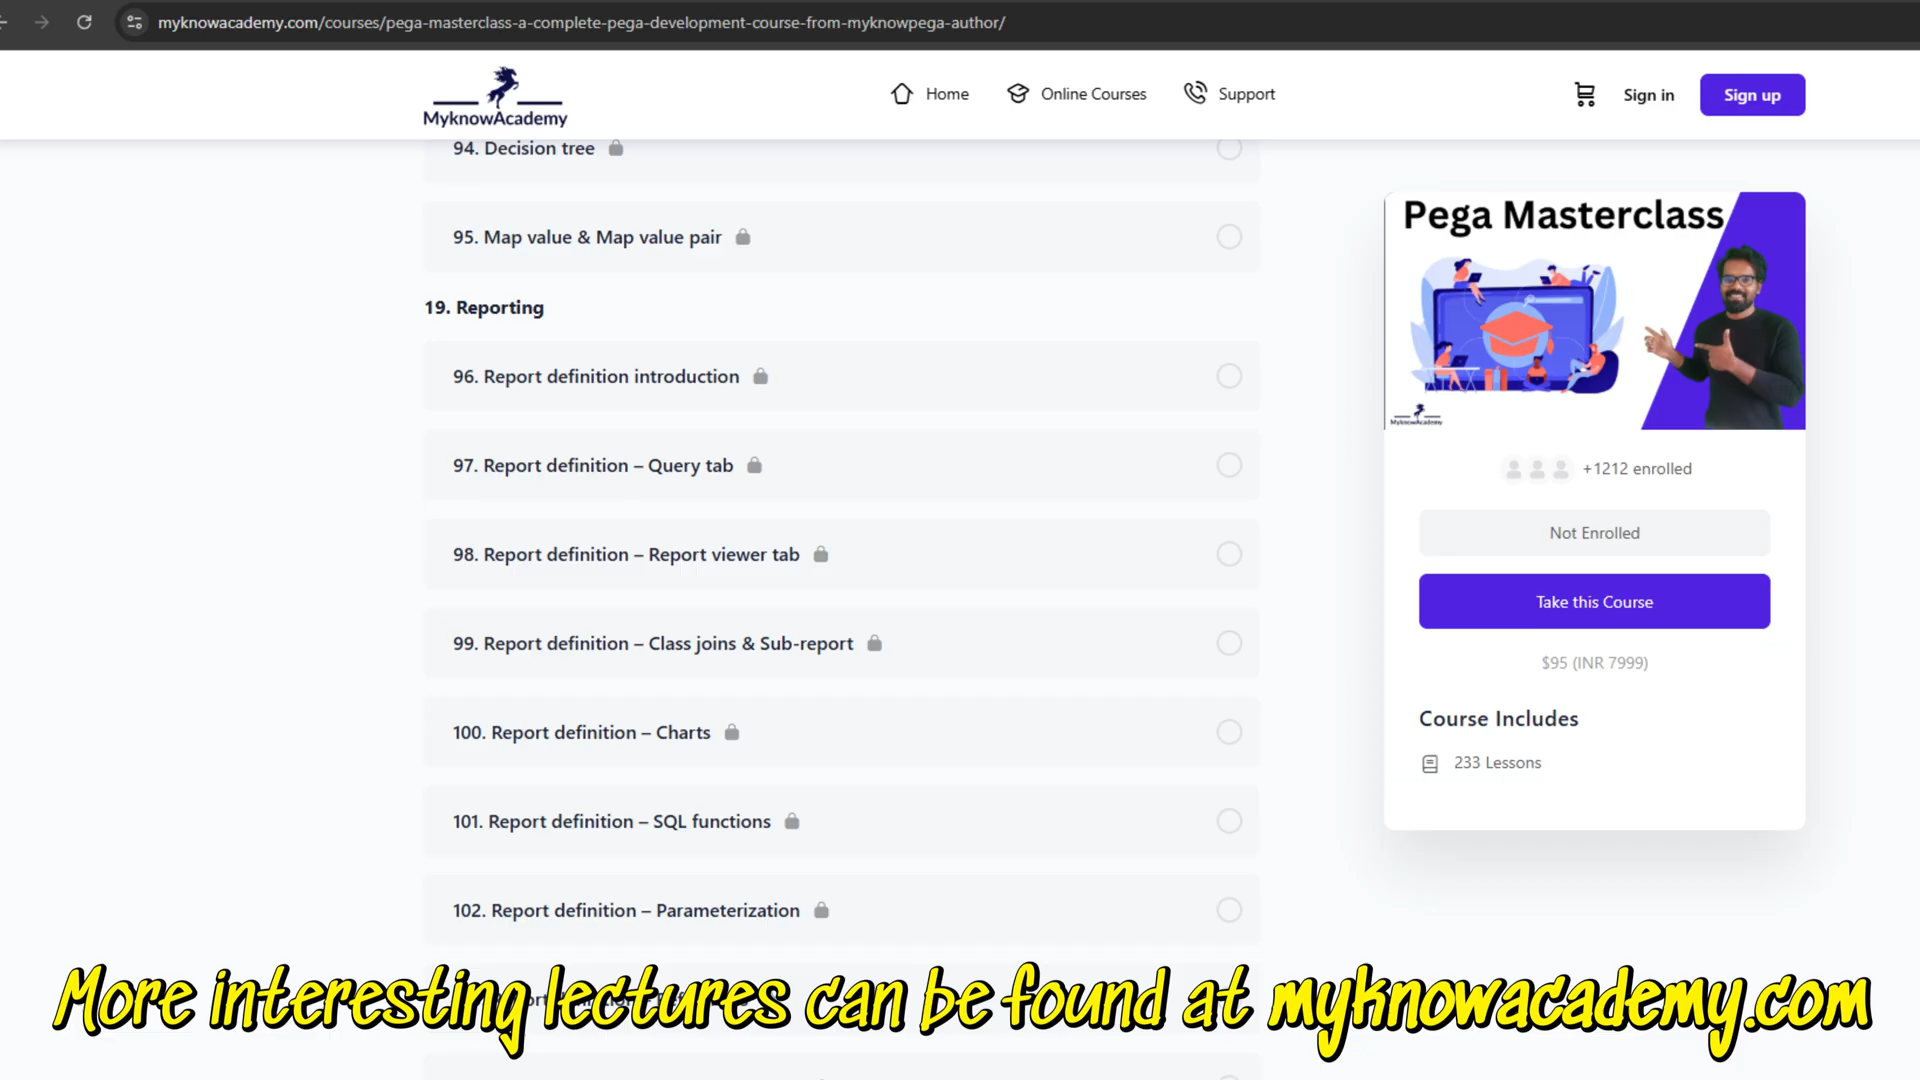 myknowacademy.com/courses/pega-masterclass-a-complete-pega-development-course-from-myknowpega-author/
MyknowAcademy
Home
Online Courses
Support
Sign in
Sign up
94. Decision tree
95. Map value & Map value pair
19. Reporting
96. Report definition introduction
97. Report definition – Query tab
98. Report definition – Report viewer tab
99. Report definition – Class joins & Sub-report
100. Report definition – Charts
101. Report definition – SQL functions
102. Report definition – Parameterization
Pega Masterclass
MyknowAcademy
+1212 enrolled
Not Enrolled
Take this Course
$95 (INR 7999)
Course Includes
233 Lessons
More interesting lectures can be found at myknowacademy.com